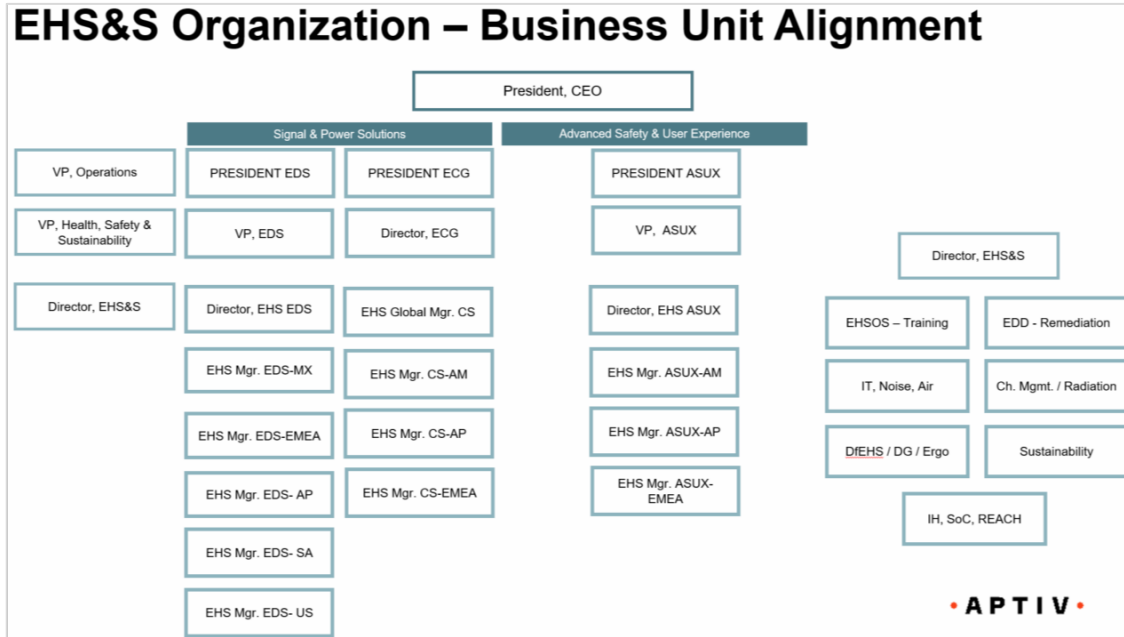 EHS&S Organization – Business Unit Alignment
President, CEO
Signal & Power Solutions
Advanced Safety & User Experience
VP, Operations
VP, Health, Safety &
Sustainability
Director, EHS&S
PRESIDENT EDS
VP, EDS
Director, EHS EDS
EHS Mgr. EDS-MX
EHS Mgr. EDS-EMEA
EHS Mgr. EDS- AP
EHS Mgr. EDS- SA
EHS Mgr. EDS- US
PRESIDENT ECG
Director, ECG
EHS Global Mgr. CS
EHS Mgr. CS-AM
EHS Mgr. CS-AP
EHS Mgr. CS-EMEA
PRESIDENT ASUX
VP, ASUX
Director, EHS ASUX
EHS Mgr. ASUX-AM
EHS Mgr. ASUX-AP
EHS Mgr. ASUX-
EMEA
Director, EHS&S
EHSOS – Training
EDD - Remediation
IT, Noise, Air
Ch. Mgmt. / Radiation
DfEHS / DG / Ergo
Sustainability
IH, SoC, REACH
• APTIV •